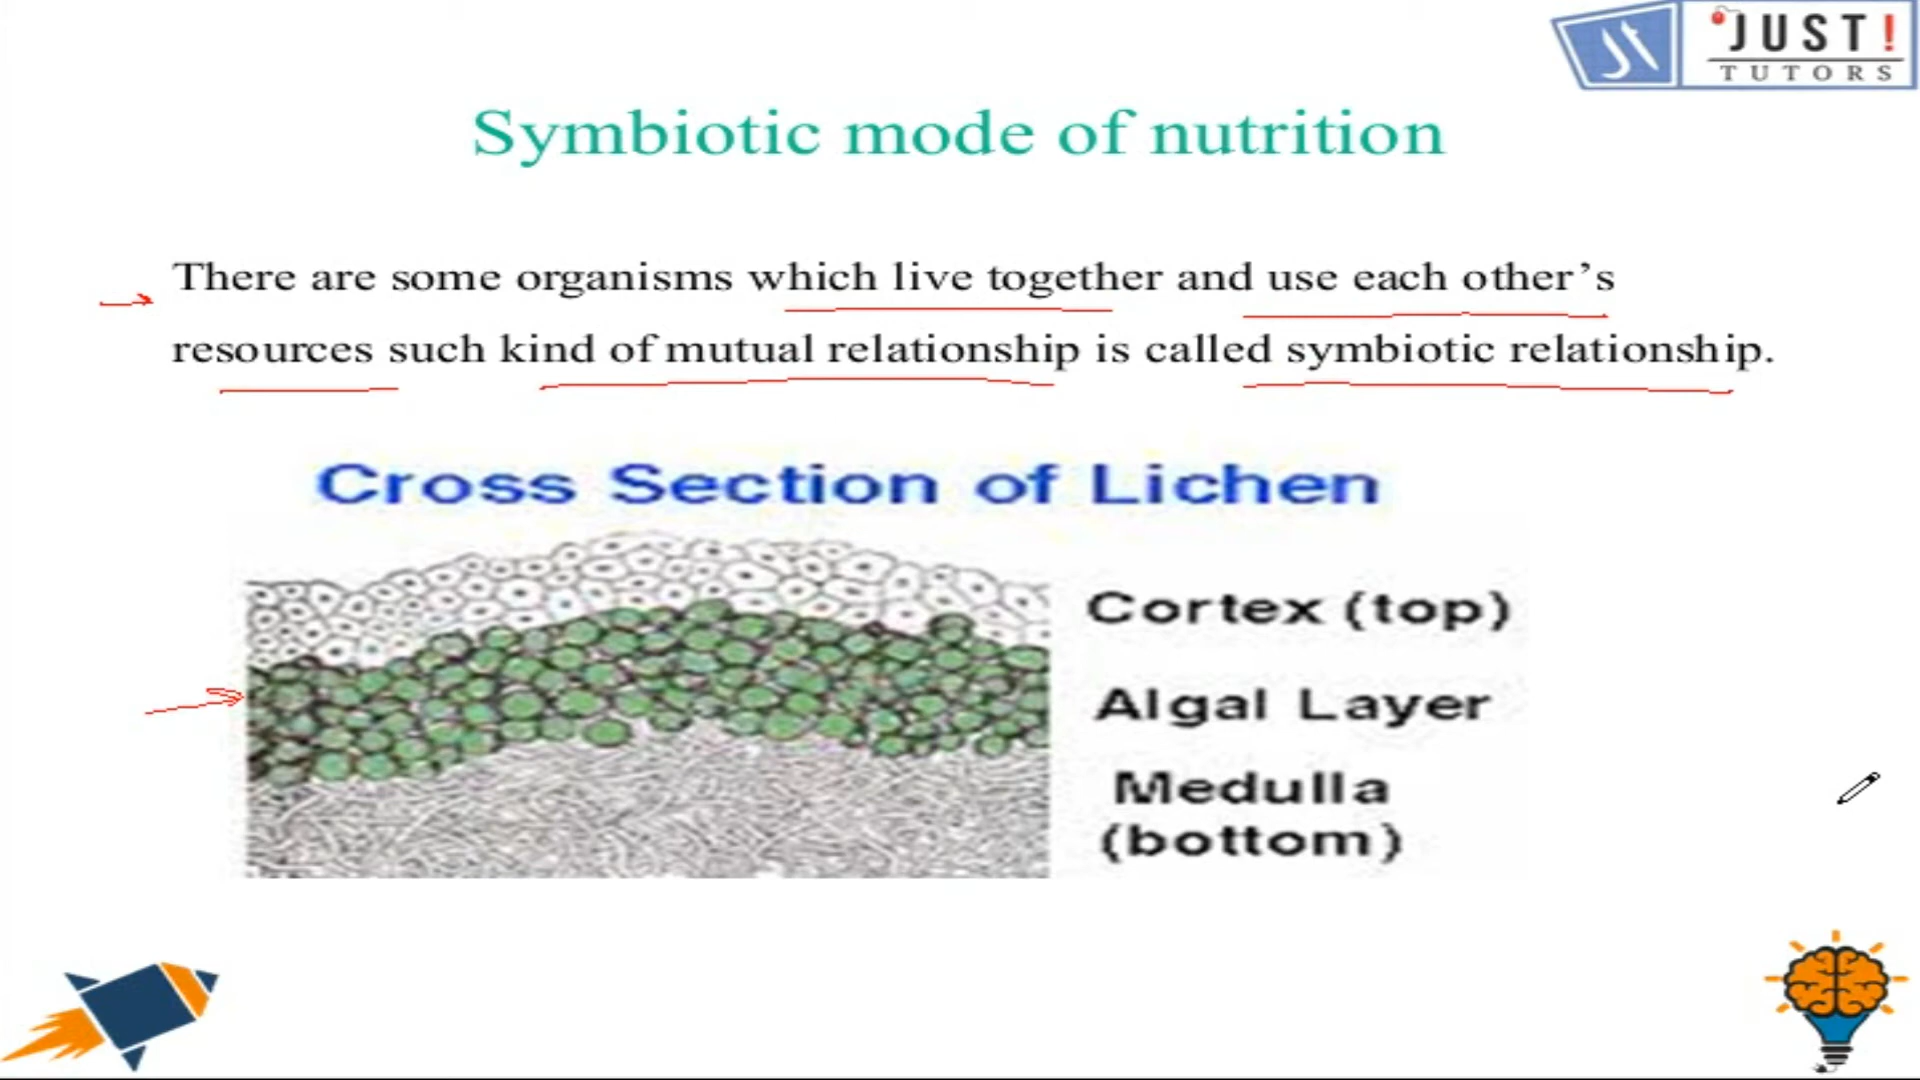 JUST!
TUTORS
Symbiotic mode of nutrition
There are some organisms which live together and use each other’s
resources such kind of mutual relationship is called symbiotic relationship.
Cross Section of Lichen
Cortex (top)
Algal Layer
Medulla
(bottom)